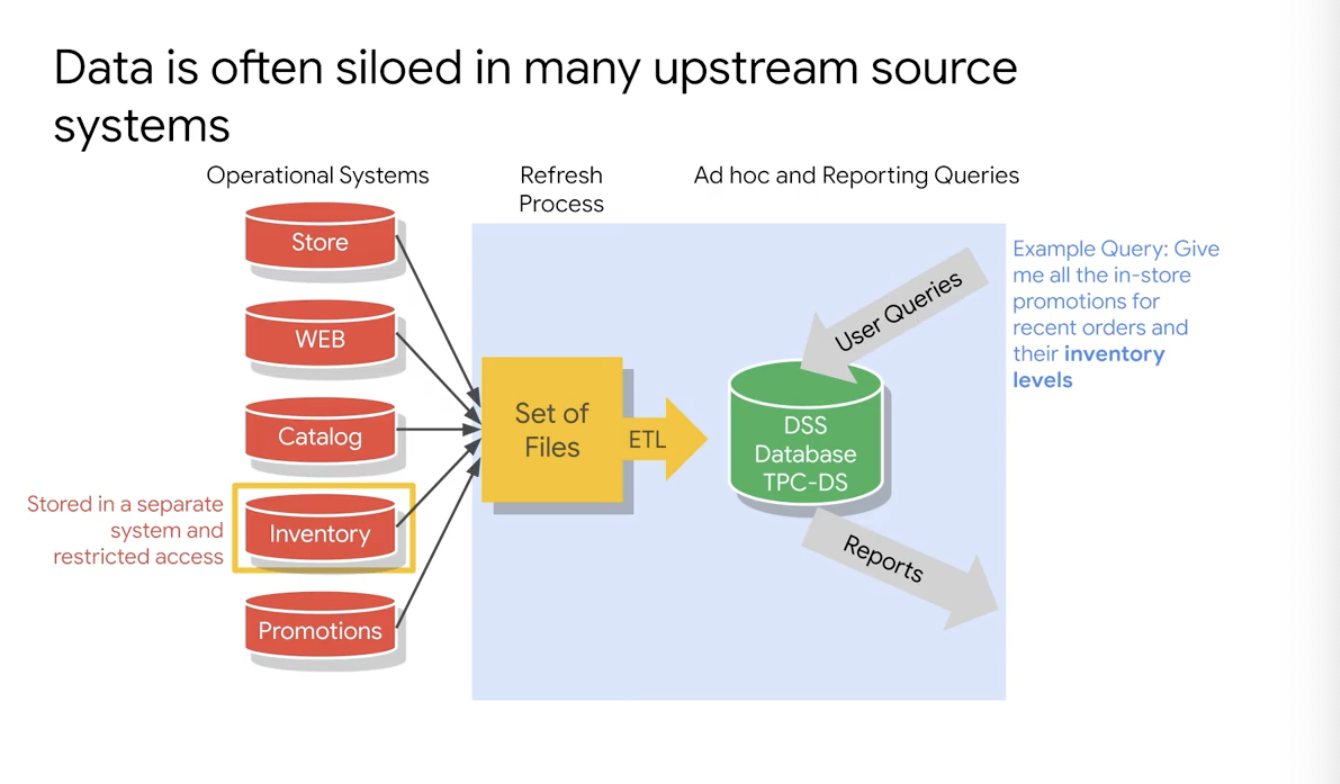 Data is often siloed in many upstream source
systems
Operational Systems
Refresh
Process
Ad hoc and Reporting Queries
Store
WEB
Catalog
Stored in a separate
system and
restricted access
Inventory
Promotions
Set of
Files
ETL
User Queries
DSS
Database
TPC-DS
Reports
Example Query: Give
me all the in-store
promotions for
recent orders and
their inventory
levels